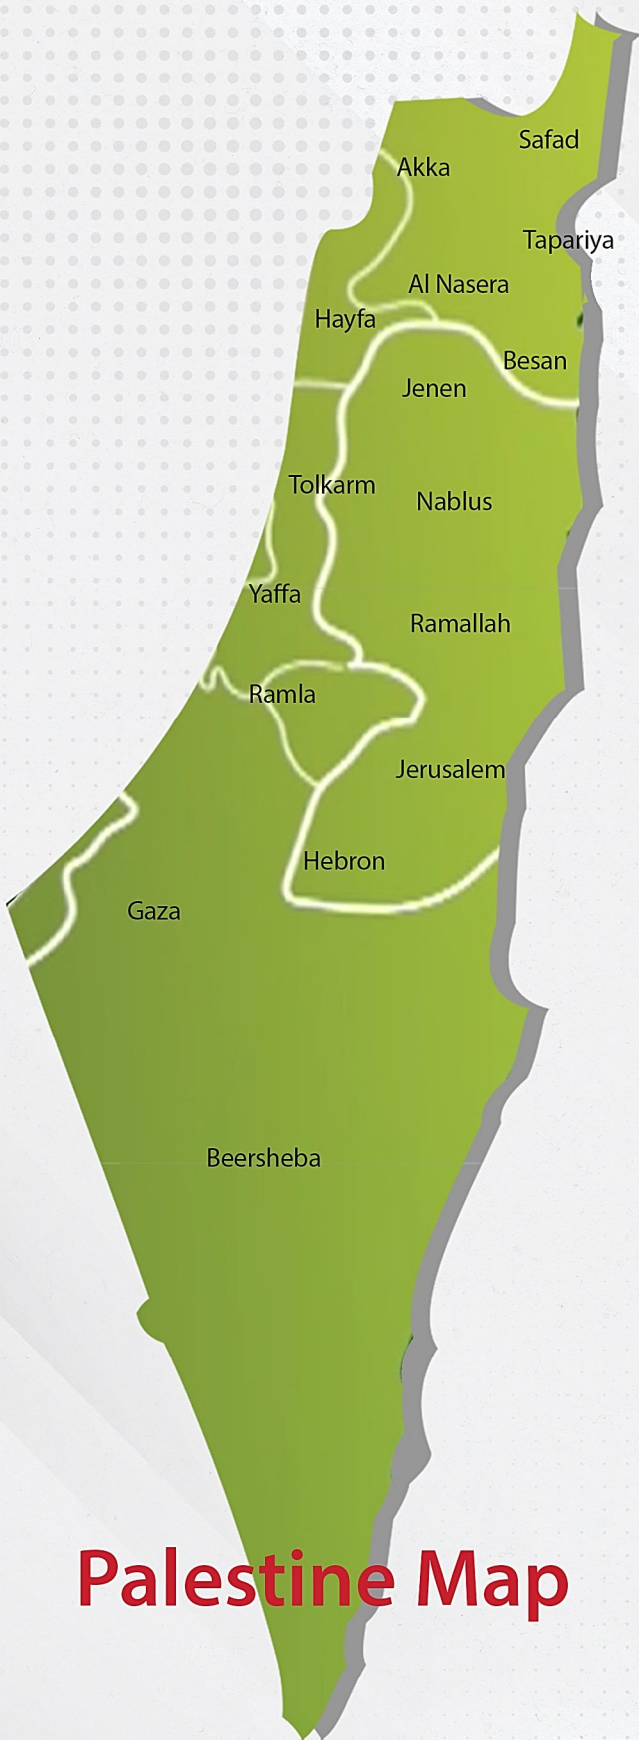 Safad
Akka
Tapariya
Al Nasera
Hayfa
Besan
Jenen
Tolkarm
Nablus
Yaffa
Ramallah
Ramla
Jerusalem
Hebron
Gaza
Beersheba
Palestine Map